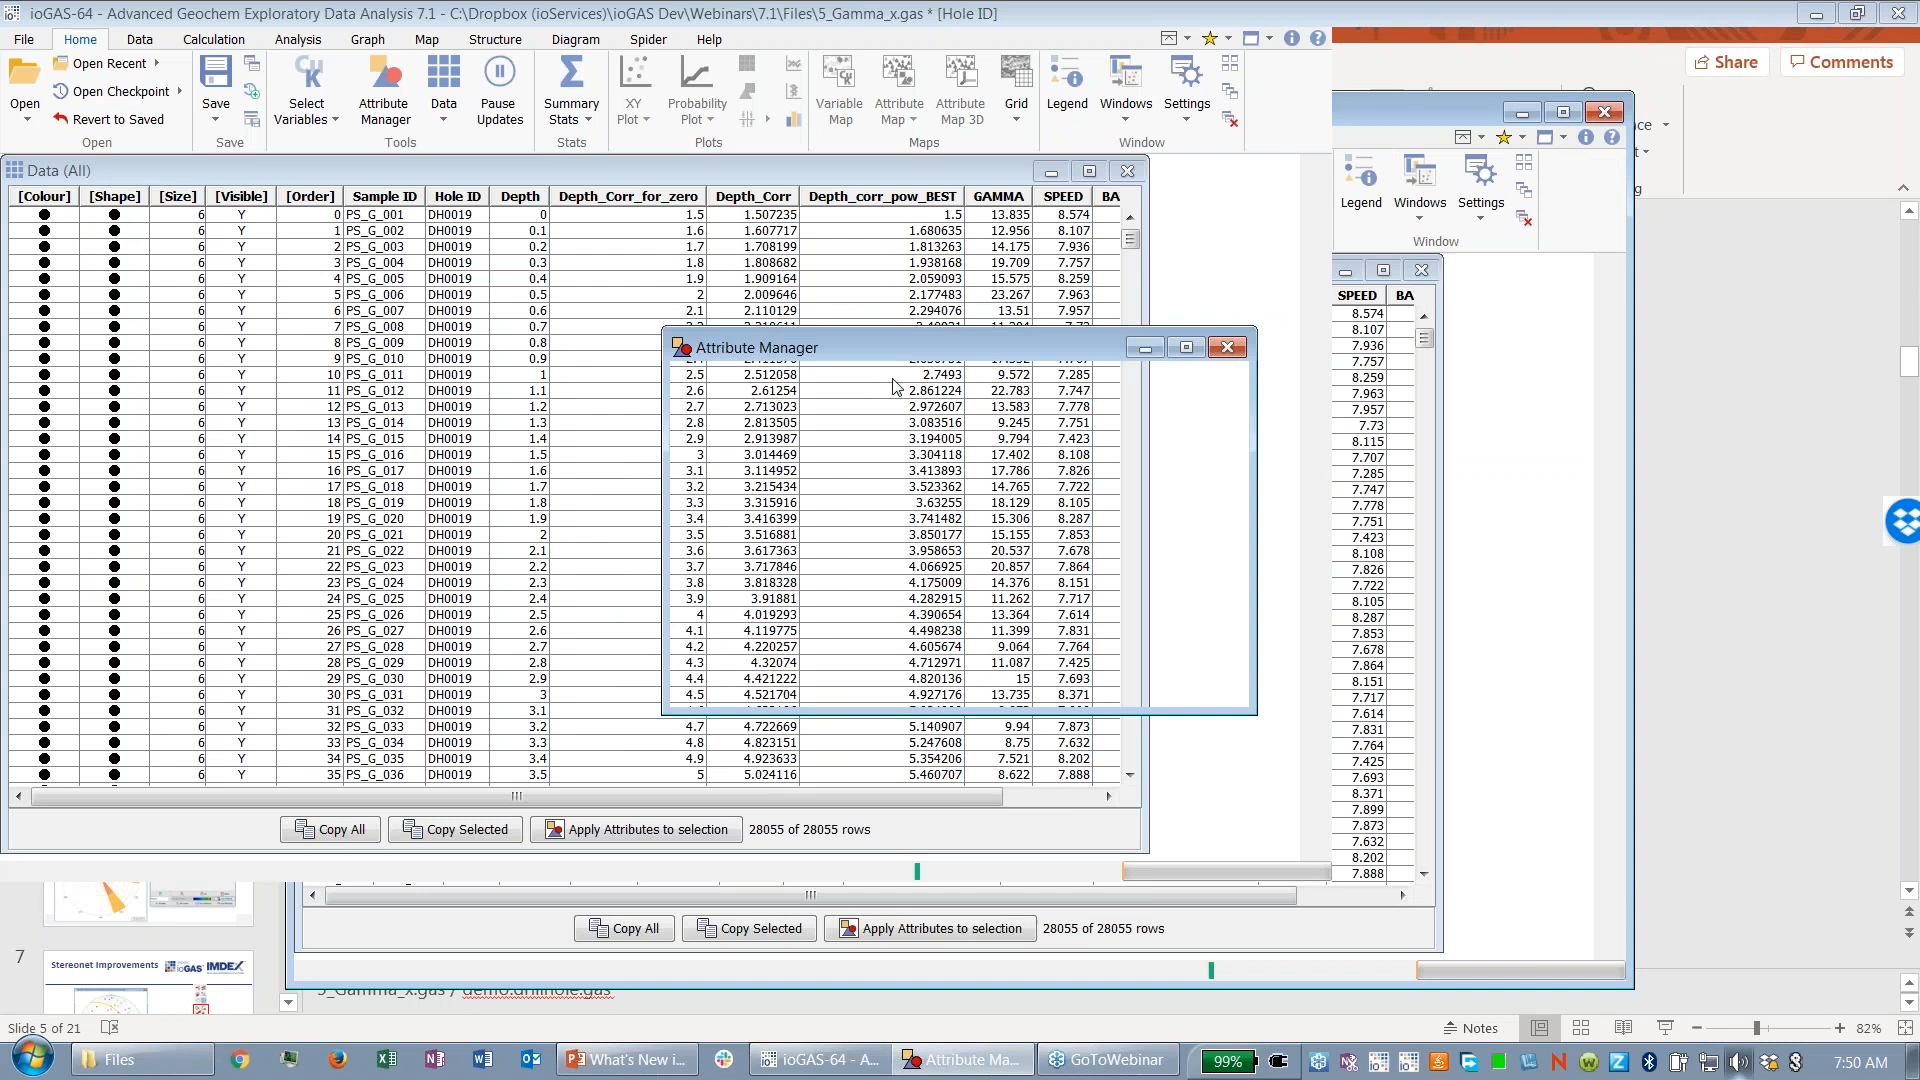 ioGAS-64 - Advanced Geochem Exploratory Data Analysis 7.1 - C:\Dropbox (ioServices)\ioGAS Dev\Webinars\7.1\Files\5_Gamma_x.gas * [Hole ID]
File Home Data Calculation Analysis Graph Map Structure Diagram Spider Help
Share Comments
Open Recent
Open Checkpoint
Revert to Saved
Open Save Select Variables Attribute Manager Data Pause Updates Summary Stats XY Plot Probability Plot Variable Map Attribute Map Attribute Map 3D Grid Legend Windows Settings
Open Save Tools Stats Plots Maps Window
Legend Windows Settings
Window
Data (All)
[Colour] [Shape] [Size] [Visible] [Order] Sample ID Hole ID Depth Depth_Corr_for_zero Depth_Corr Depth_corr_pow_BEST GAMMA SPEED BA
6 Y 0 PS_G_001 DH0019 0 1.5 1.507235 1.5 13.835 8.574
6 Y 1 PS_G_002 DH0019 0.1 1.6 1.607717 1.680635 12.956 8.107
6 Y 2 PS_G_003 DH0019 0.2 1.7 1.708199 1.813263 14.175 7.936
6 Y 3 PS_G_004 DH0019 0.3 1.8 1.808682 1.938168 19.709 7.757
6 Y 4 PS_G_005 DH0019 0.4 1.9 1.909164 2.059093 15.575 8.259
6 Y 5 PS_G_006 DH0019 0.5 2 2.009646 2.177483 23.267 7.963
6 Y 6 PS_G_007 DH0019 0.6 2.1 2.110129 2.294076 13.51 7.957
6 Y 7 PS_G_008 DH0019 0.7
6 Y 8 PS_G_009 DH0019 0.8
6 Y 9 PS_G_010 DH0019 0.9
Attribute Manager
6 Y 10 PS_G_011 DH0019 1 2.5 2.512058 2.7493 9.572 7.285
6 Y 11 PS_G_012 DH0019 1.1 2.6 2.61254 2.861224 22.783 7.747
6 Y 12 PS_G_013 DH0019 1.2 2.7 2.713023 2.972607 13.583 7.778
6 Y 13 PS_G_014 DH0019 1.3 2.8 2.813505 3.083516 9.245 7.751
6 Y 14 PS_G_015 DH0019 1.4 2.9 2.913987 3.194005 9.794 7.423
6 Y 15 PS_G_016 DH0019 1.5 3 3.014469 3.304118 17.402 8.108
6 Y 16 PS_G_017 DH0019 1.6 3.1 3.114952 3.413893 17.786 7.826
6 Y 17 PS_G_018 DH0019 1.7 3.2 3.215434 3.523362 14.765 7.722
6 Y 18 PS_G_019 DH0019 1.8 3.3 3.315916 3.63255 18.129 8.105
6 Y 19 PS_G_020 DH0019 1.9 3.4 3.416399 3.741482 15.306 8.287
6 Y 20 PS_G_021 DH0019 2 3.5 3.516881 3.850177 15.155 7.853
6 Y 21 PS_G_022 DH0019 2.1 3.6 3.617363 3.958653 20.537 7.678
6 Y 22 PS_G_023 DH0019 2.2 3.7 3.717846 4.066925 20.857 7.864
6 Y 23 PS_G_024 DH0019 2.3 3.8 3.818328 4.175009 14.376 8.151
6 Y 24 PS_G_025 DH0019 2.4 3.9 3.91881 4.282915 11.262 7.717
6 Y 25 PS_G_026 DH0019 2.5 4 4.019293 4.390654 13.364 7.614
6 Y 26 PS_G_027 DH0019 2.6 4.1 4.119775 4.498238 11.399 7.831
6 Y 27 PS_G_028 DH0019 2.7 4.2 4.220257 4.605674 9.064 7.764
6 Y 28 PS_G_029 DH0019 2.8 4.3 4.32074 4.712971 11.087 7.425
6 Y 29 PS_G_030 DH0019 2.9 4.4 4.421222 4.820136 15 7.693
6 Y 30 PS_G_031 DH0019 3 4.5 4.521704 4.927176 13.735 8.371
6 Y 31 PS_G_032 DH0019 3.1
6 Y 32 PS_G_033 DH0019 3.2 4.7 4.722669 5.140907 9.94 7.873
6 Y 33 PS_G_034 DH0019 3.3 4.8 4.823151 5.247608 8.75 7.632
6 Y 34 PS_G_035 DH0019 3.4 4.9 4.923633 5.354206 7.521 8.202
6 Y 35 PS_G_036 DH0019 3.5 5 5.024116 5.460707 8.622 7.888
Copy All Copy Selected Apply Attributes to selection 28055 of 28055 rows
SPEED BA
8.574
8.107
7.936
7.757
8.259
7.963
7.957
7.73
8.115
7.707
7.285
7.747
7.778
7.751
7.423
8.108
7.826
7.722
8.105
8.287
7.853
7.678
7.864
8.151
7.717
7.614
7.831
7.764
7.425
7.693
8.371
7.899
7.873
7.632
8.202
7.888
Copy All Copy Selected Apply Attributes to selection 28055 of 28055 rows
7
Stereonet Improvements ioGAS IMDEX
5_Gamma_x.gas / demo.drillhole.gas
Slide 5 of 21 Notes 82%
Files What's New i... ioGAS-64 - A... Attribute Ma... GoToWebinar 99% 7:50 AM